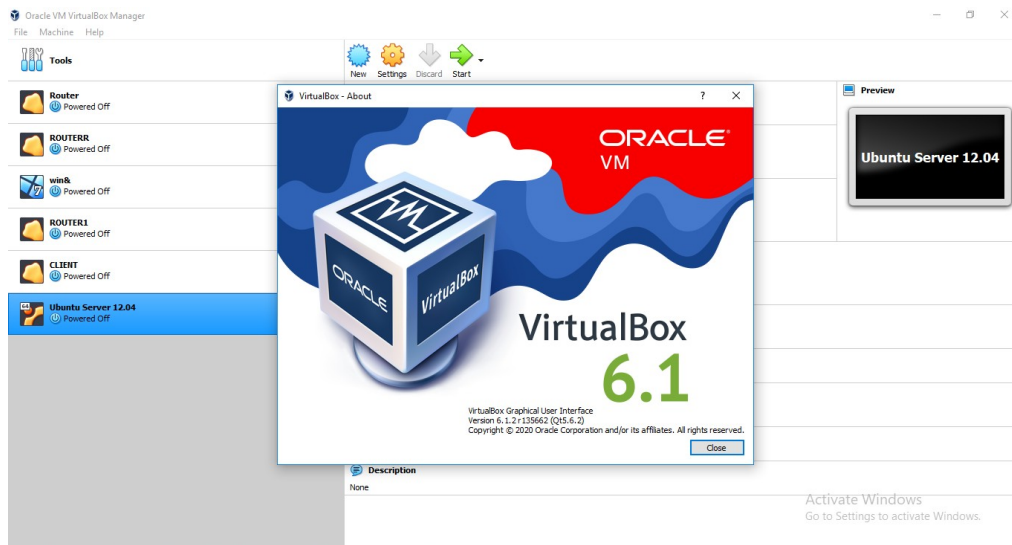 Oracle VM VirtualBox Manager
File Machine Help
Tools
New Settings Discard Start
Router
Powered Off
ROUTERR
Powered Off
win&
Powered Off
ROUTER1
Powered Off
CLIENT
Powered Off
64
Ubuntu Server 12.04
Powered Off
VirtualBox - About
ORACLE
VM
ORACLE
VirtualBox
VirtualBox
6.1
VirtualBox Graphical User Interface
Version 6.1.2 r135662 (Qt5.6.2)
Copyright © 2020 Oracle Corporation and/or its affiliates. All rights reserved.
Close
Preview
Ubuntu Server 12.04
Description
None
Activate Windows
Go to Settings to activate Windows.